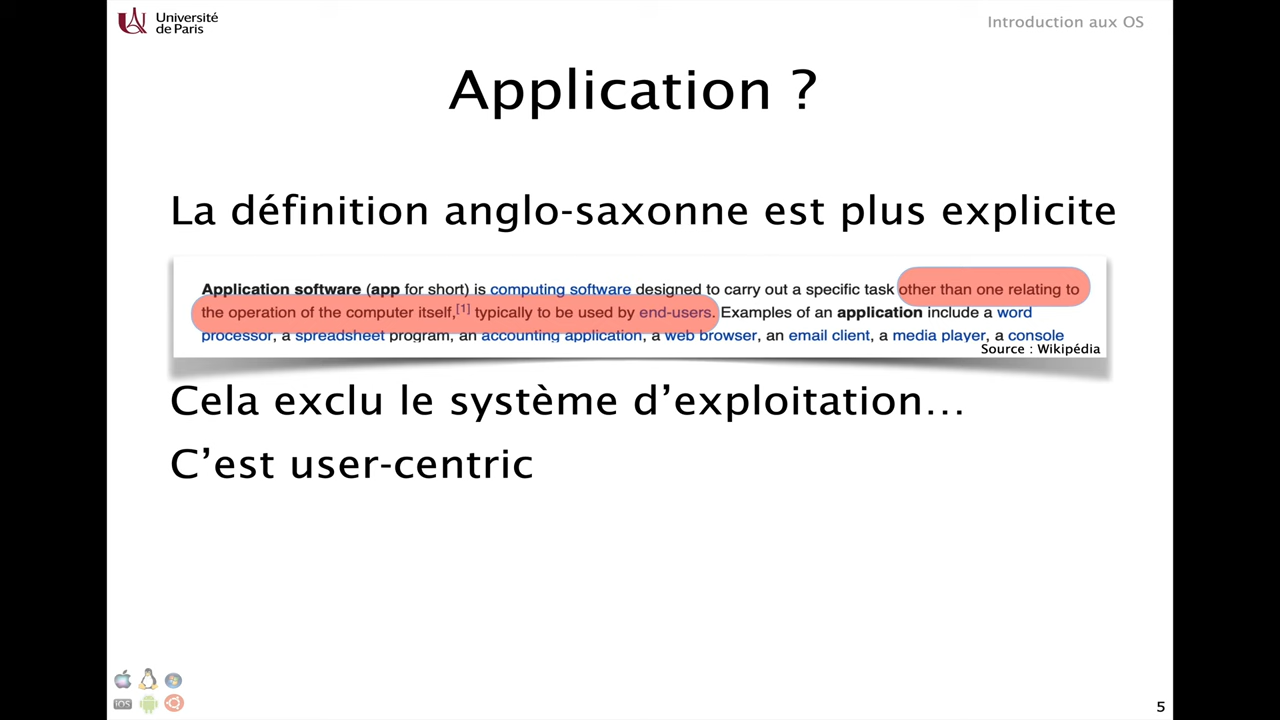 Université
de Paris
Introduction aux OS
Application ?
La définition anglo-saxonne est plus explicite
Application software (app for short) is computing software designed to carry out a specific task other than one relating to
the operation of the computer itself,[1] typically to be used by end-users. Examples of an application include a word
processor, a spreadsheet program, an accounting application, a web browser, an email client, a media player, a console
Source : Wikipédia
Cela exclu le système d’exploitation…
C’est user-centric
iOS
5